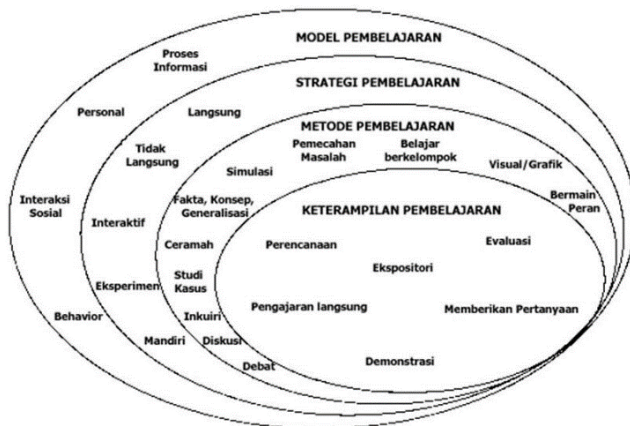 MODEL PEMBELAJARAN
Proses
Informasi
Personal
Interaksi
Sosial
Behavior
STRATEGI PEMBELAJARAN
Langsung
Tidak
Langsung
Interaktif
Eksperimen
Mandiri
METODE PEMBELAJARAN
Pemecahan
Masalah
Belajar
berkelompok
Visual/Grafik
Bermain
Peran
Simulasi
Fakta, Konsep,
Generalisasi
Ceramah
Studi
Kasus
Inkuiri
Diskusi
Debat
KETERAMPILAN PEMBELAJARAN
Perencanaan
Evaluasi
Ekspositori
Pengajaran langsung
Memberikan Pertanyaan
Demonstrasi